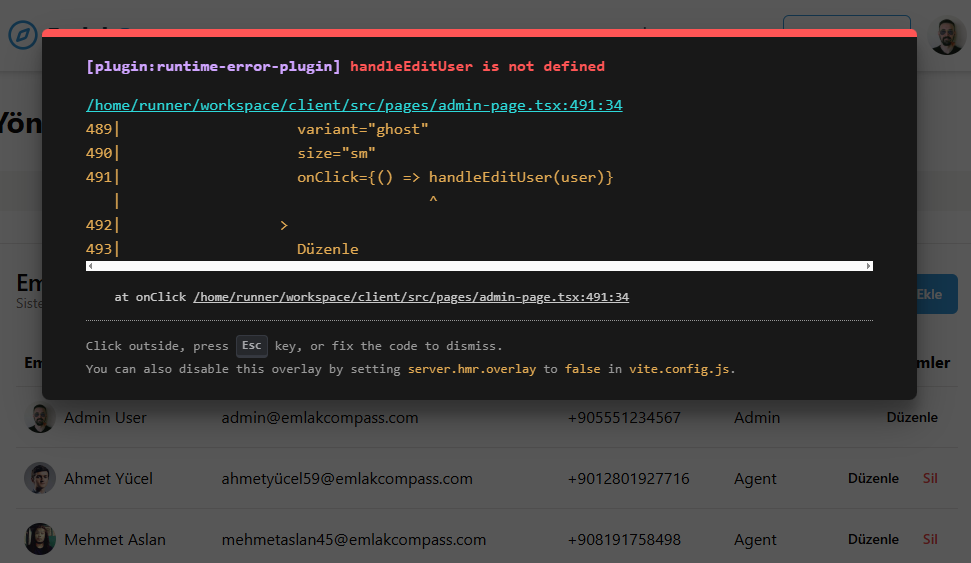 [plugin:runtime-error-plugin] handleEditUser is not defined
/home/runner/workspace/client/src/pages/admin-page.tsx:491:34
489| variant="ghost"
490| size="sm"
491| onClick={() => handleEditUser(user)}
| ^
492| >
493| Düzenle
at onClick /home/runner/workspace/client/src/pages/admin-page.tsx:491:34
Click outside, press Esc key, or fix the code to dismiss.
You can also disable this overlay by setting server.hmr.overlay to false in vite.config.js.
Yön
Em
Siste
Ekle
Em
mler
Admin User admin@emlakcompass.com +905551234567 Admin Düzenle
Ahmet Yücel ahmetyücel59@emlakcompass.com +9012801927716 Agent Düzenle Sil
Mehmet Aslan mehmetaslan45@emlakcompass.com +908191758498 Agent Düzenle Sil